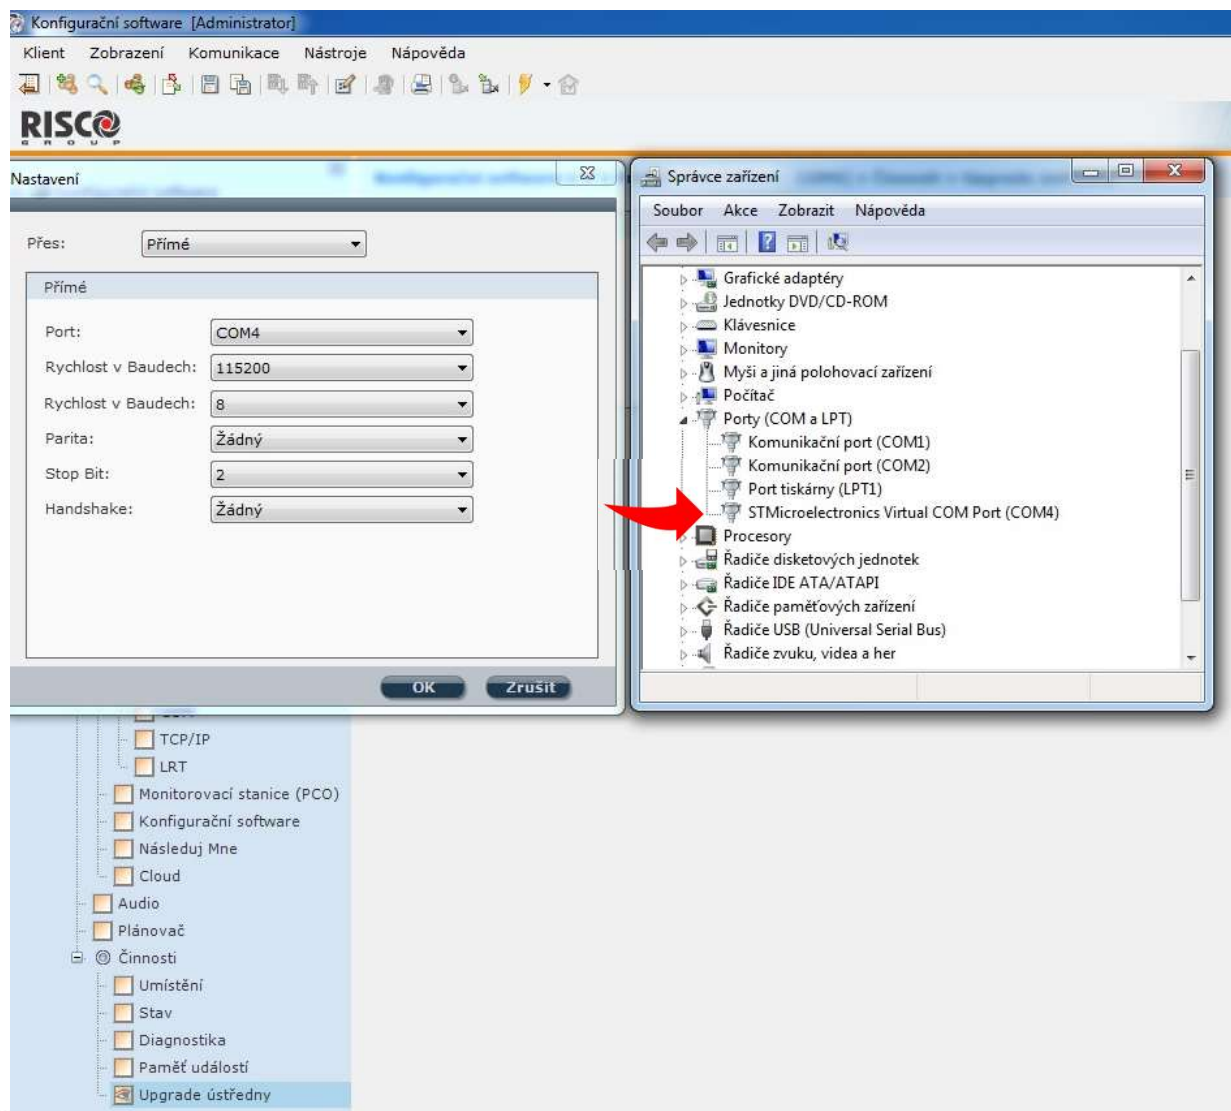 Konfigurační software [Administrator]
Klient Zobrazení Komunikace Nástroje Nápověda
RISCO
GROUP
Nastavení
Přes: Přímé
Přímé
Port: COM4
Rychlost v Baudech: 115200
Rychlost v Baudech: 8
Parita: Žádný
Stop Bit: 2
Handshake: Žádný
OK Zrušit
Správce zařízení
Soubor Akce Zobrazit Nápověda
Grafické adaptéry
Jednotky DVD/CD-ROM
Klávesnice
Monitory
Myši a jiná polohovací zařízení
Počítač
Porty (COM a LPT)
Komunikační port (COM1)
Komunikační port (COM2)
Port tiskárny (LPT1)
STMicroelectronics Virtual COM Port (COM4)
Procesory
Řadiče disketových jednotek
Řadiče IDE ATA/ATAPI
Řadiče paměťových zařízení
Řadiče USB (Universal Serial Bus)
Řadiče zvuku, videa a her
TCP/IP
LRT
Monitorovací stanice (PCO)
Konfigurační software
Následuj Mne
Cloud
Audio
Plánovač
Činnosti
Umístění
Stav
Diagnostika
Paměť událostí
Upgrade ústředny